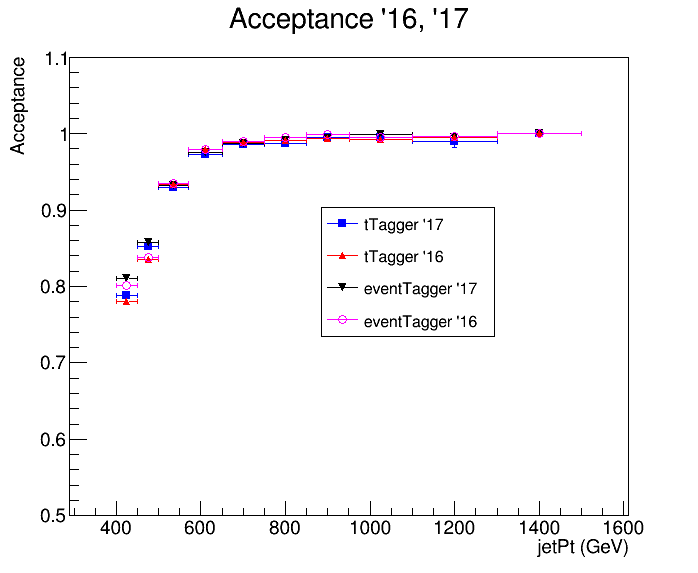 Acceptance '16, '17
Acceptance
1.1
1
0.9
0.8
0.7
0.6
0.5
tTagger '17
tTagger '16
eventTagger '17
eventTagger '16
400 600 800 1000 1200 1400 1600
jetPt (GeV)